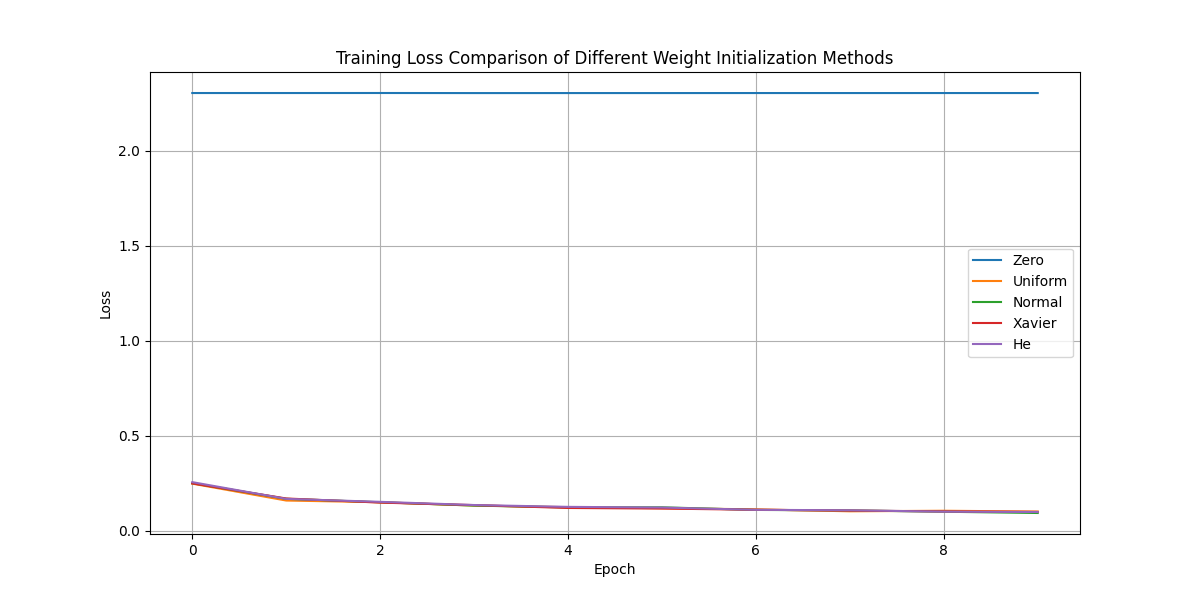 Training Loss Comparison of Different Weight Initialization Methods
2.0
1.5
1.0
0.5
0.0
Loss
Zero
Uniform
Normal
Xavier
He
0 2 4 6 8
Epoch